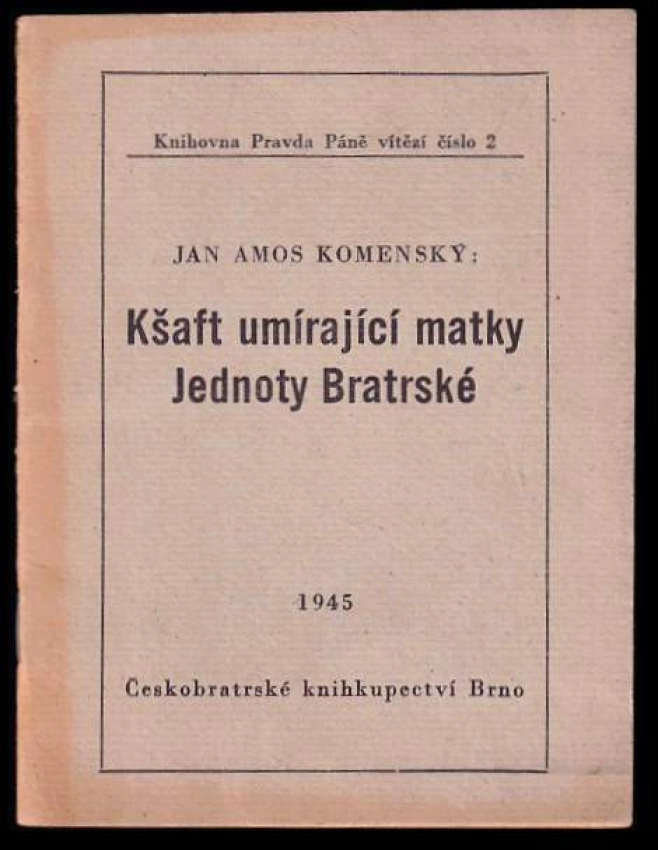 Knihovna Pravda Páně vítězí číslo 2
JAN AMOS KOMENSKÝ:
Kšaft umírající matky
Jednoty Bratrské
1945
Českobratrské knihkupectví Brno